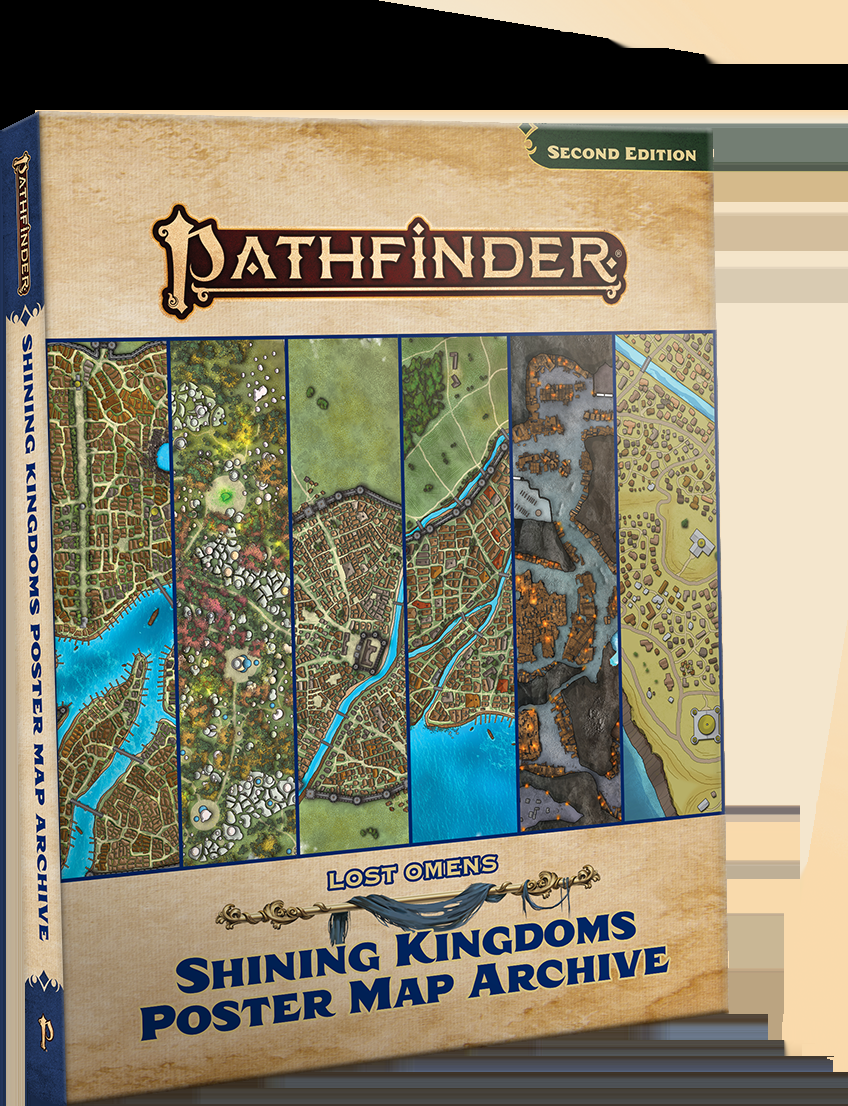 SECOND EDITION
PATHFINDER®
LOST OMENS
SHINING KINGDOMS
POSTER MAP ARCHIVE
PATHFINDER
SHINING KINGDOMS POSTER MAP ARCHIVE
P